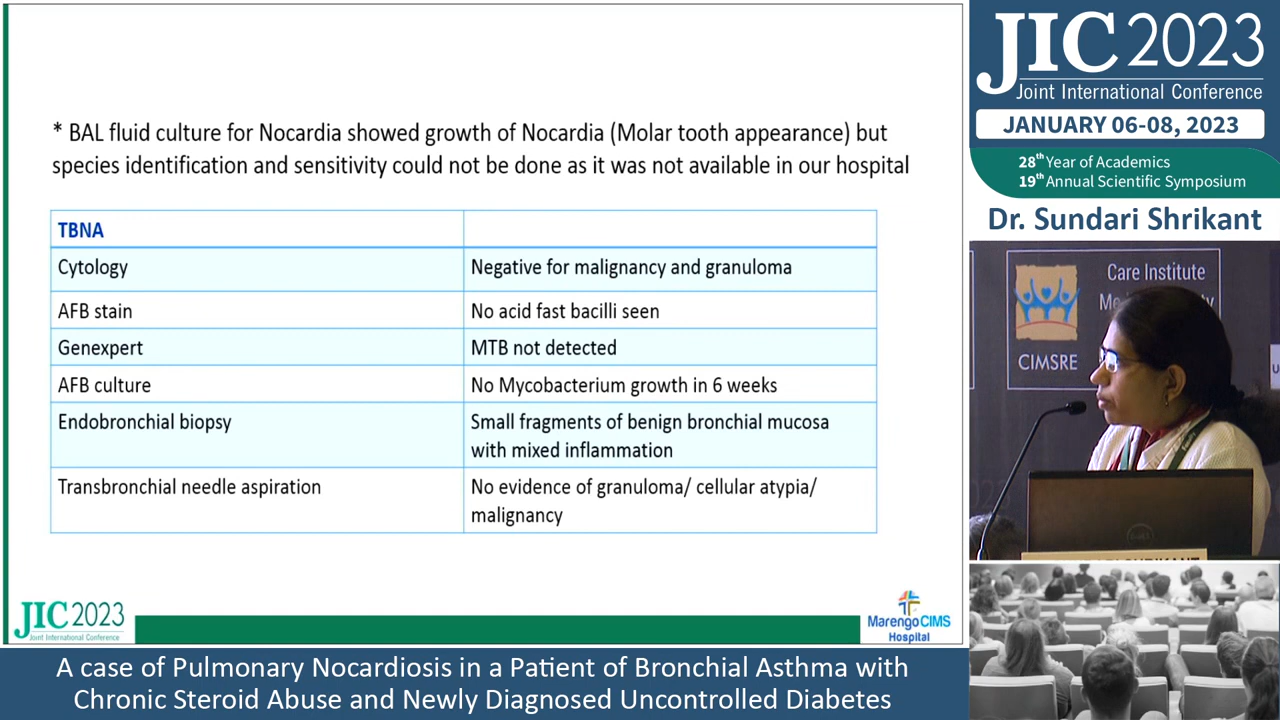 * BAL fluid culture for Nocardia showed growth of Nocardia (Molar tooth appearance) but
species identification and sensitivity could not be done as it was not available in our hospital
TBNA
Cytology
Negative for malignancy and granuloma
AFB stain
No acid fast bacilli seen
Genexpert
MTB not detected
AFB culture
No Mycobacterium growth in 6 weeks
Endobronchial biopsy
Small fragments of benign bronchial mucosa
with mixed inflammation
Transbronchial needle aspiration
No evidence of granuloma/ cellular atypia/
malignancy
JIC 2023
Joint International Conference
Marengo CIMS
Hospital
A case of Pulmonary Nocardiosis in a Patient of Bronchial Asthma with
Chronic Steroid Abuse and Newly Diagnosed Uncontrolled Diabetes
JIC 2023
Joint International Conference
JANUARY 06-08, 2023
28th Year of Academics
19th Annual Scientific Symposium
Dr. Sundari Shrikant
Care Institute
CIMSRE